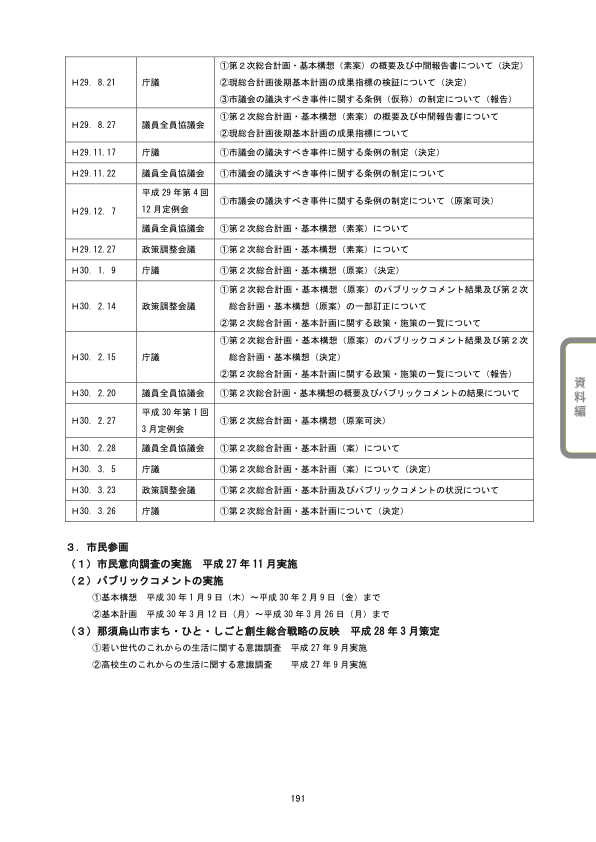 H29. 8.21 庁議 ①第２次総合計画・基本構想（素案）の概要及び中間報告書について（決定）
②現総合計画後期基本計画の成果指標の検証について（決定）
③市議会の議決すべき事件に関する条例（仮称）の制定について（報告）
H29. 8.27 議員全員協議会 ①第２次総合計画・基本構想（素案）の概要及び中間報告書について
②現総合計画後期基本計画の成果指標について
H29.11.17 庁議 ①市議会の議決すべき事件に関する条例の制定（決定）
H29.11.22 議員全員協議会 ①市議会の議決すべき事件に関する条例の制定について
H29.12. 7 平成 29 年第 4 回
12 月定例会 ①市議会の議決すべき事件に関する条例の制定について（原案可決）
議員全員協議会 ①第２次総合計画・基本構想（素案）について
H29.12.27 政策調整会議 ①第２次総合計画・基本構想（素案）について
H30. 1. 9 庁議 ①第２次総合計画・基本構想（原案）（決定）
H30. 2.14 政策調整会議 ①第２次総合計画・基本構想（原案）のパブリックコメント結果及び第２次
総合計画・基本構想（原案）の一部訂正について
②第２次総合計画・基本計画に関する政策・施策の一覧について
H30. 2.15 庁議 ①第２次総合計画・基本構想（原案）のパブリックコメント結果及び第２次
総合計画・基本構想（決定）
②第２次総合計画・基本計画に関する政策・施策の一覧について（報告）
H30. 2.20 議員全員協議会 ①第２次総合計画・基本構想の概要及びパブリックコメントの結果について
H30. 2.27 平成 30 年第 1 回
3 月定例会 ①第２次総合計画・基本構想（原案可決）
H30. 2.28 議員全員協議会 ①第２次総合計画・基本計画（案）について
H30. 3. 5 庁議 ①第２次総合計画・基本計画（案）について（決定）
H30. 3.23 政策調整会議 ①第２次総合計画・基本計画及びパブリックコメントの状況について
H30. 3.26 庁議 ①第２次総合計画・基本計画について（決定）
３．市民参画
（１）市民意向調査の実施　平成 27 年 11 月実施
（２）パブリックコメントの実施
①基本構想　平成 30 年 1 月 9 日（木）～平成 30 年 2 月 9 日（金）まで
②基本計画　平成 30 年 3 月 12 日（月）～平成 30 年 3 月 26 日（月）まで
（３）那須烏山市まち・ひと・しごと創生総合戦略の反映　平成 28 年 3 月策定
①若い世代のこれからの生活に関する意識調査　平成 27 年 9 月実施
②高校生のこれからの生活に関する意識調査　　平成 27 年 9 月実施
資料編
191